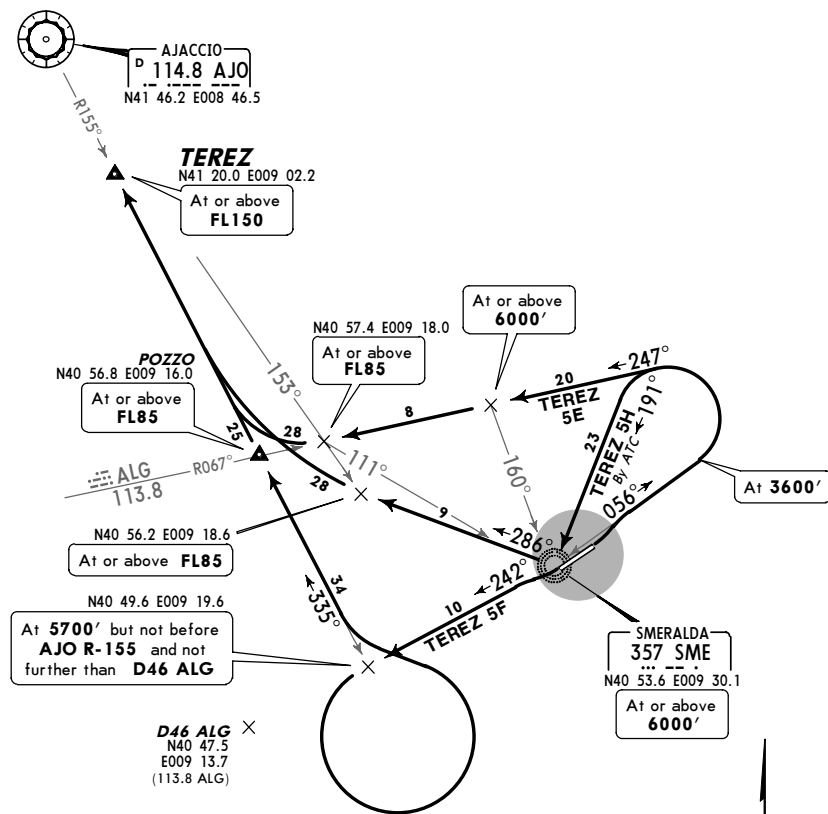 AJACCIO
D 114.8 AJO
N41 46.2 E008 46.5
R155°
TEREZ
N41 20.0 E009 02.2
At or above
FL150
At or above
6000'
N40 57.4 E009 18.0
At or above
FL85
153°
POZZO
N40 56.8 E009 16.0
At or above
FL85
247°
20
TEREZ
5E
191°
8
23
TEREZ 5H
By ATC
28
25
111°
ALG
113.8
R067°
28
160°
056°
At 3600'
9
N40 56.2 E009 18.6
At or above FL85
286°
242°
34
335°
10
TEREZ 5F
N40 49.6 E009 19.6
At 5700' but not before
AJO R-155 and not
further than D46 ALG
SMERALDA
357 SME
N40 53.6 E009 30.1
At or above
6000'
D46 ALG
N40 47.5
E009 13.7
(113.8 ALG)